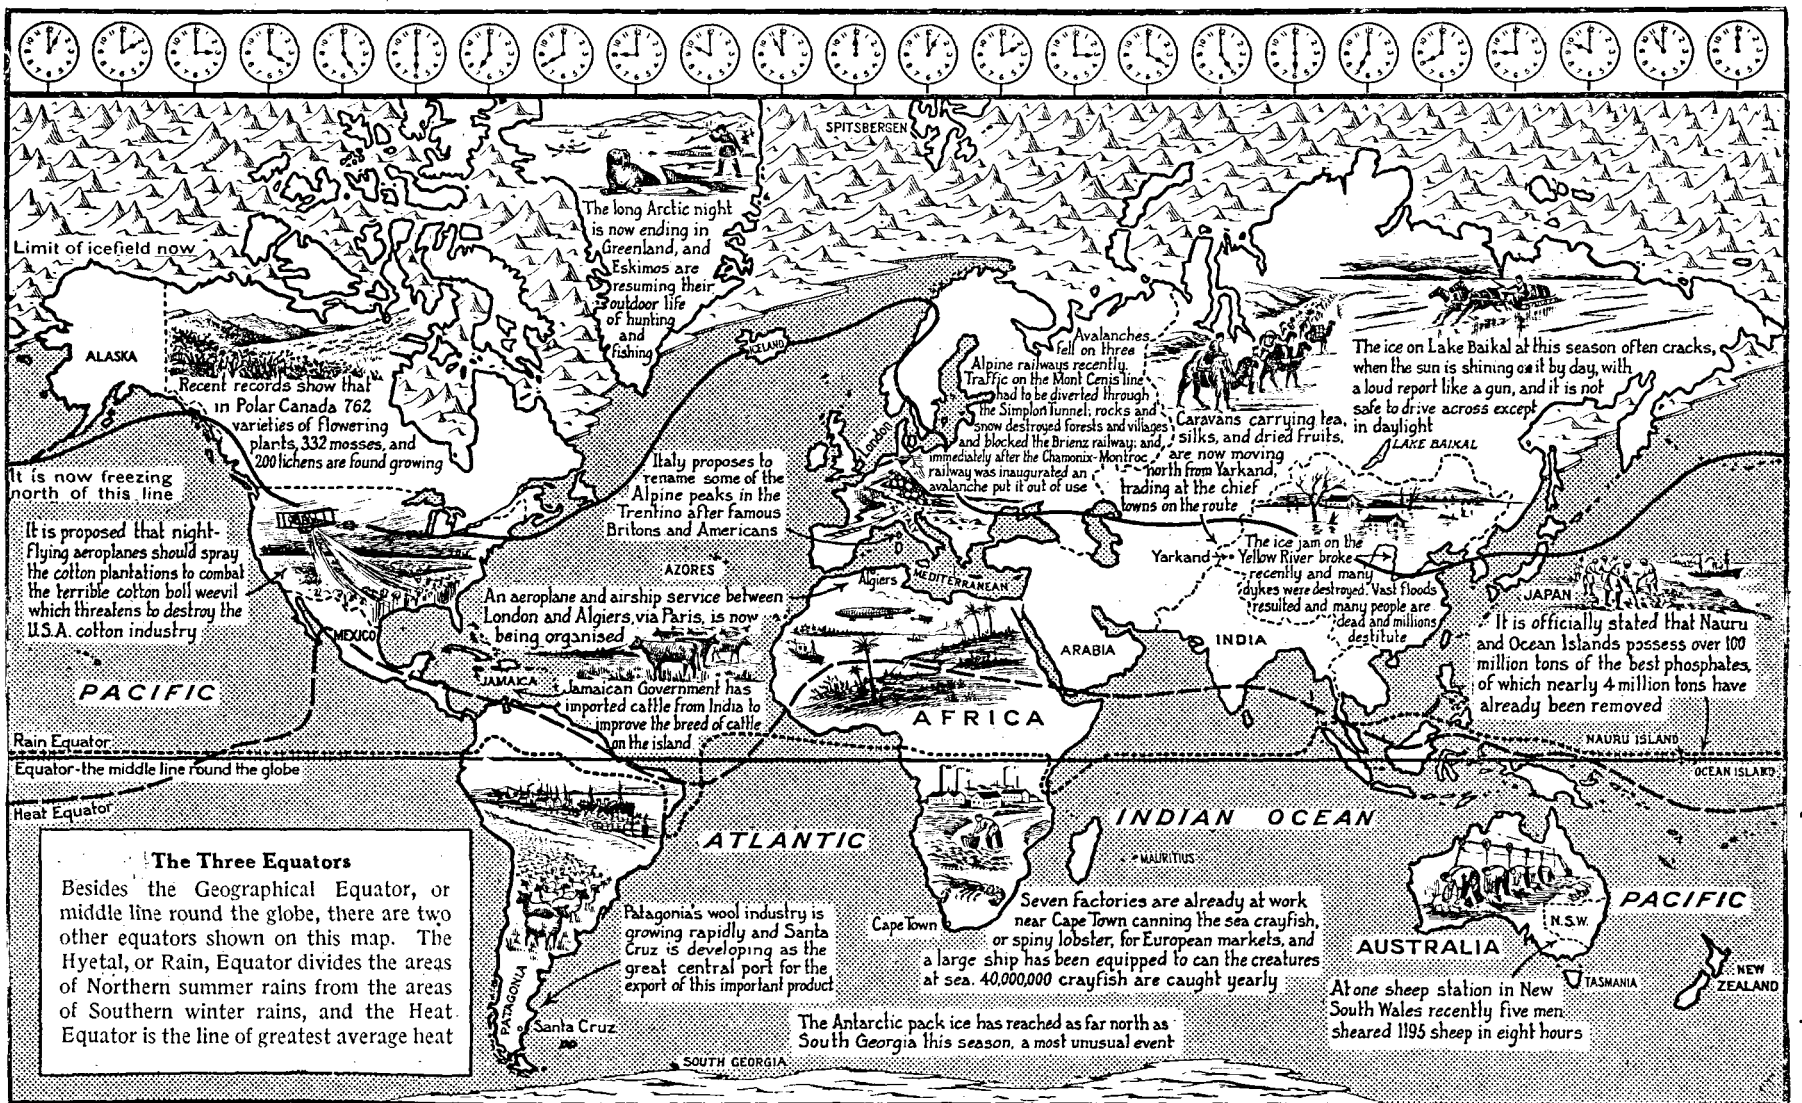 SPITSBERGEN
The long Arctic night
is now ending in
Greenland, and
Eskimos are
resuming their
outdoor life
of hunting
and
fishing
Limit of icefield now
ALASKA
ICELAND
Recent records show that
in Polar Canada 762
varieties of flowering
plants, 332 mosses, and
200 lichens are found growing
It is now freezing
north of this line
It is proposed that night-
flying aeroplanes should spray
the cotton plantations to combat
the terrible cotton boll weevil
which threatens to destroy the
U.S.A. cotton industry
Italy proposes to
rename some of the
Alpine peaks in the
Trentino after famous
Britons and Americans
London
Avalanches
fell on three
Alpine railways recently.
Traffic on the Mont Cenis line
had to be diverted through
the Simplon Tunnel; rocks and
snow destroyed forests and villages
and blocked the Brienz railway; and,
immediately after the Chamonix-Montroc
railway was inaugurated an
avalanche put it out of use
Caravans carrying tea,
silks, and dried fruits,
are now moving
north from Yarkand,
trading at the chief
towns on the route
The ice on Lake Baikal at this season often cracks,
when the sun is shining on it by day, with
a loud report like a gun, and it is not
safe to drive across except
in daylight
LAKE BAIKAL
Yarkand
The ice jam on the
Yellow River broke
recently and many
dykes were destroyed. Vast floods
resulted and many people are
dead and millions
destitute
AZORES
Algiers
MEDITERRANEAN
An aeroplane and airship service between
London and Algiers, via Paris, is now
being organised
MEXICO
JAMAICA
Jamaican Government has
imported cattle from India to
improve the breed of cattle
on the island
ARABIA
INDIA
JAPAN
It is officially stated that Nauru
and Ocean Islands possess over 100
million tons of the best phosphates,
of which nearly 4 million tons have
already been removed
PACIFIC
AFRICA
Rain Equator
Equator-the middle line round the globe
Heat Equator
NAURU ISLAND
OCEAN ISLAND
ATLANTIC
INDIAN OCEAN
MAURITIUS
The Three Equators
Besides the Geographical Equator, or
middle line round the globe, there are two
other equators shown on this map. The
Hyetal, or Rain, Equator divides the areas
of Northern summer rains from the areas
of Southern winter rains, and the Heat
Equator is the line of greatest average heat
Patagonia's wool industry is
growing rapidly and Santa
Cruz is developing as the
great central port for the
export of this important product
PATAGONIA
Santa Cruz
Cape Town
Seven factories are already at work
near Cape Town canning the sea crayfish,
or spiny lobster, for European markets, and
a large ship has been equipped to can the creatures
at sea. 40,000,000 crayfish are caught yearly
The Antarctic pack ice has reached as far north as
South Georgia this season, a most unusual event
SOUTH GEORGIA
PACIFIC
N.S.W.
AUSTRALIA
TASMANIA
NEW
ZEALAND
At one sheep station in New
South Wales recently five men
sheared 1195 sheep in eight hours